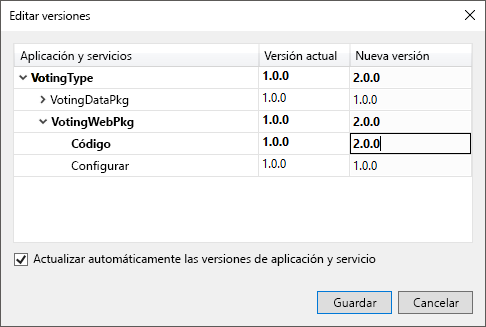 Editar versiones
Aplicación y servicios Versión actual Nueva versión
VotingType 1.0.0 2.0.0
VotingDataPkg 1.0.0 1.0.0
VotingWebPkg 1.0.0 2.0.0
Código 1.0.0 2.0.0
Configurar 1.0.0 1.0.0
Actualizar automáticamente las versiones de aplicación y servicio
Guardar Cancelar